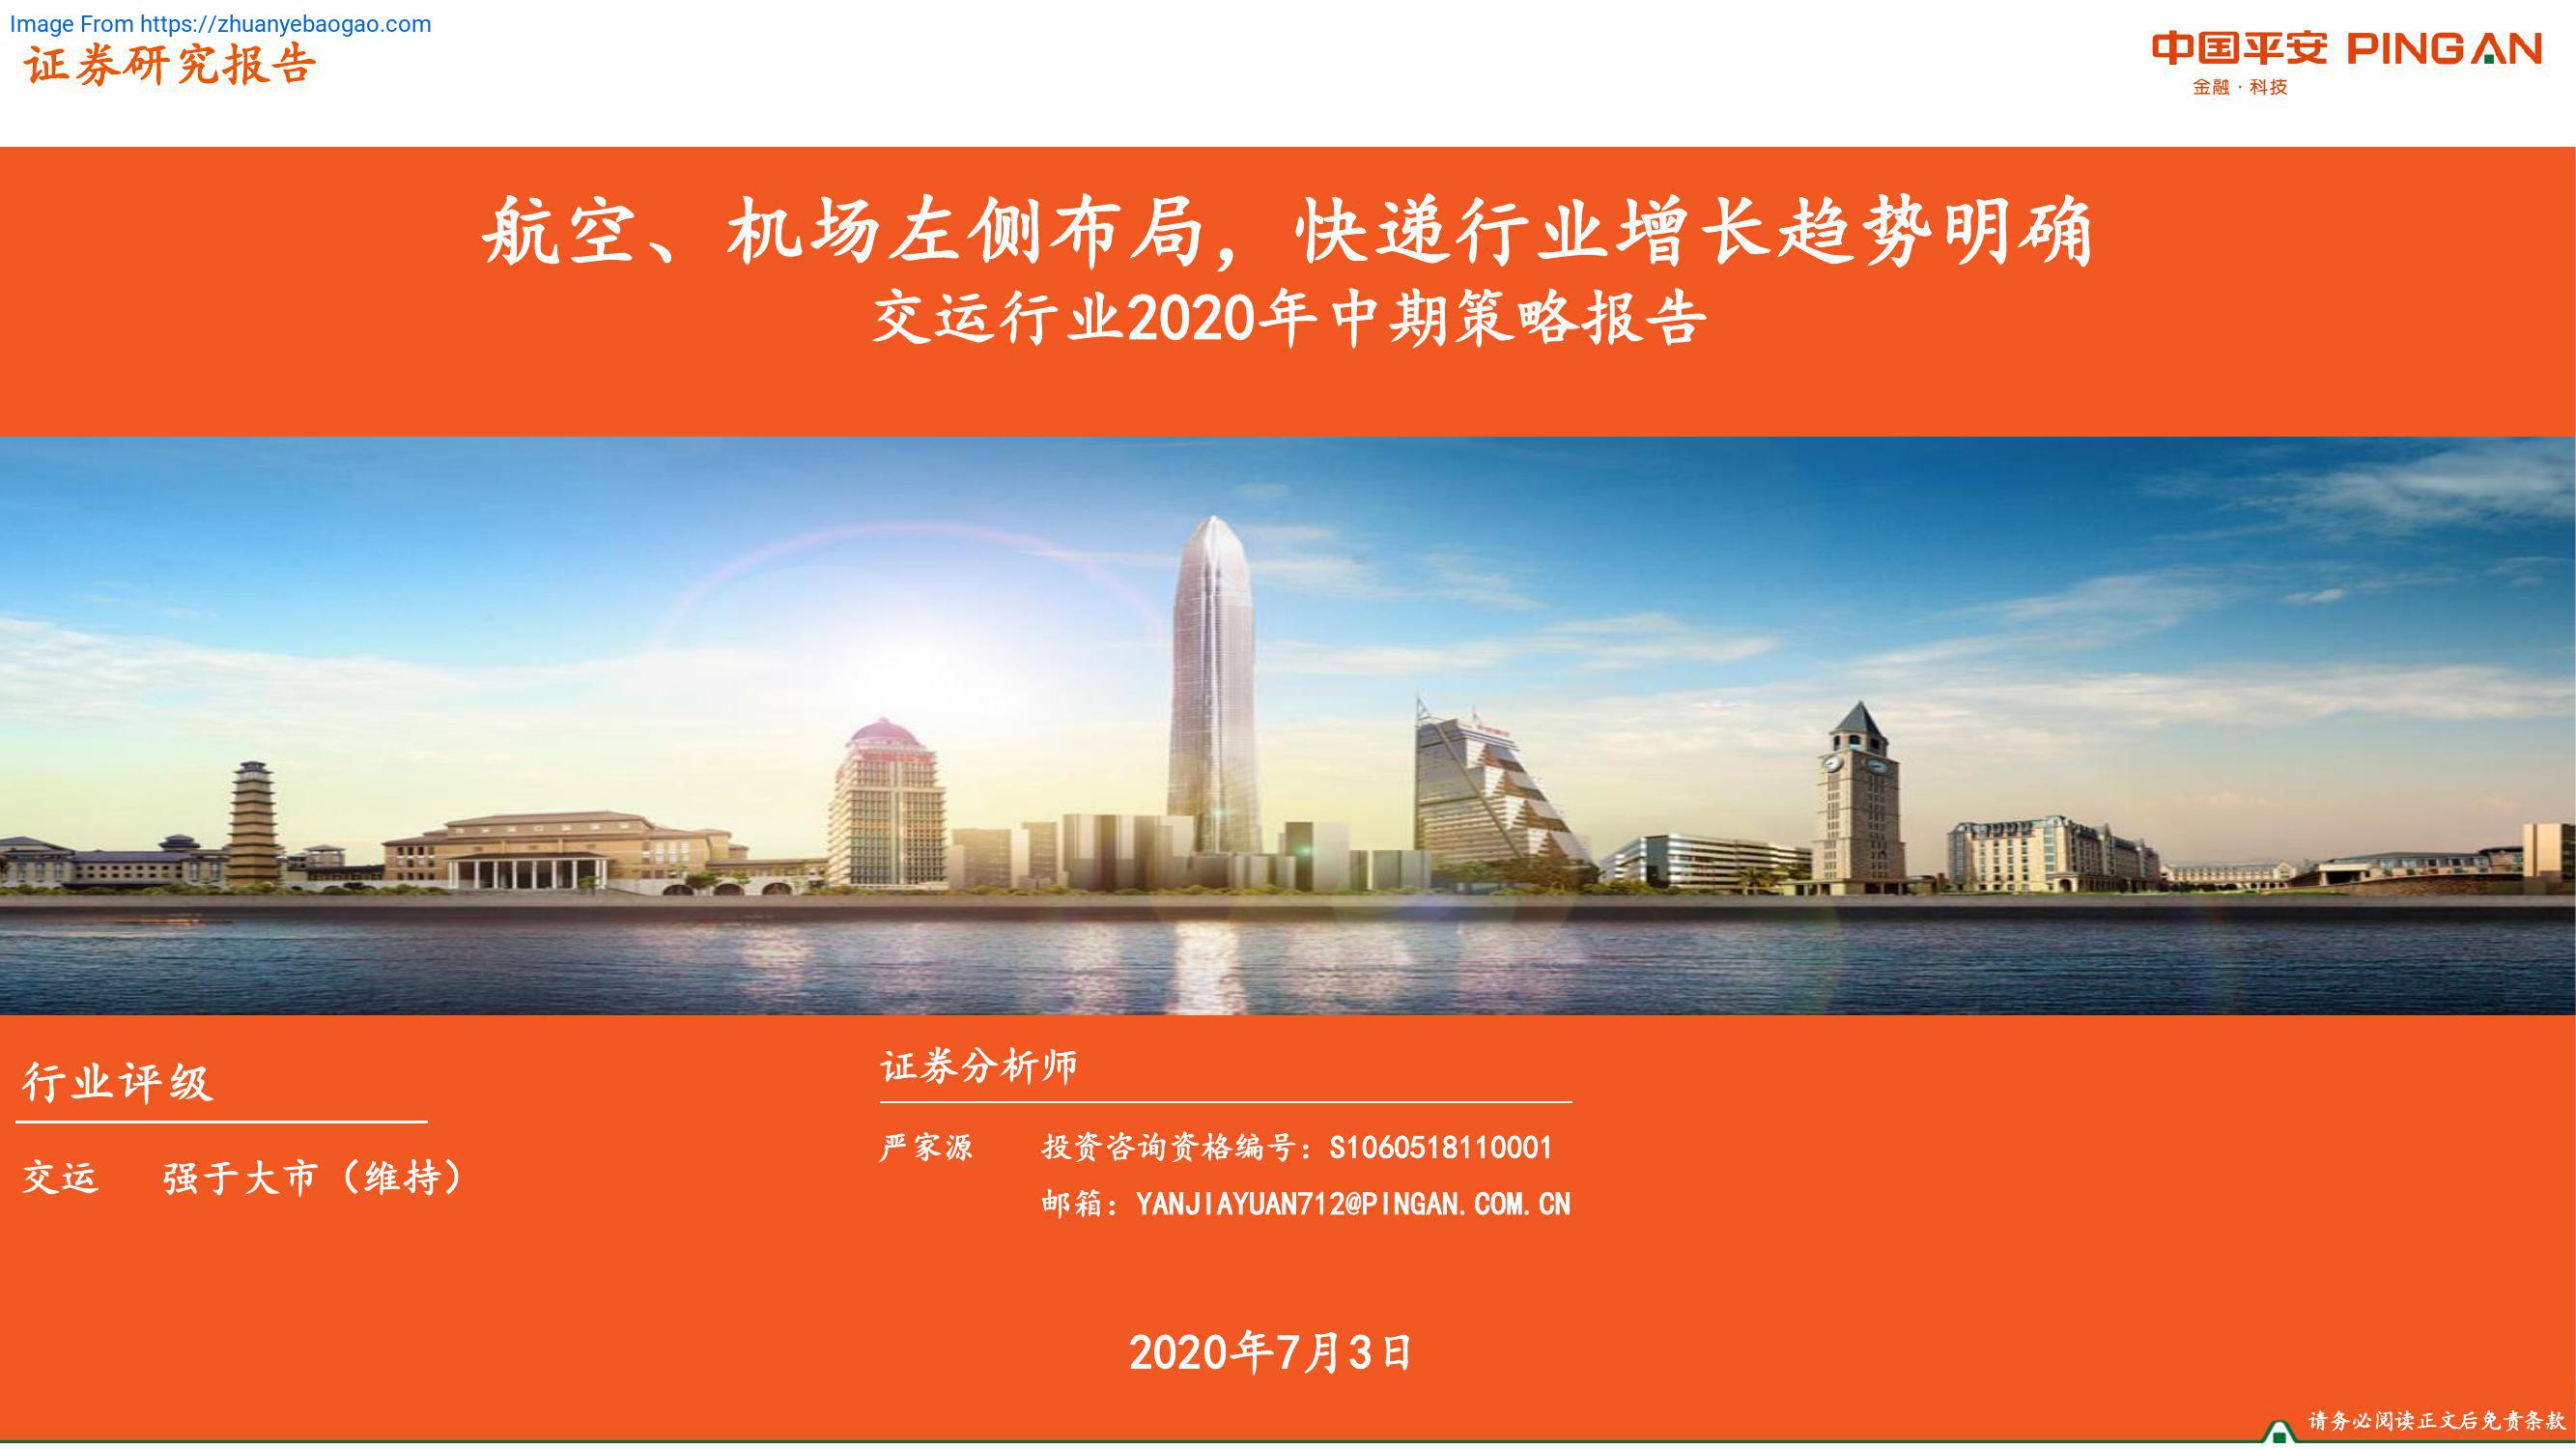 Image From https://zhuanyebaogao.com
证券研究报告
中国平安 PINGAN
金融·科技
航空、机场左侧布局，快递行业增长趋势明确
交运行业2020年中期策略报告
行业评级
交运 强于大市（维持）
证券分析师
严家源 投资咨询资格编号：S1060518110001
邮箱：YANJIAYUAN712@PINGAN.COM.CN
2020年7月3日
请务必阅读正文后免责条款